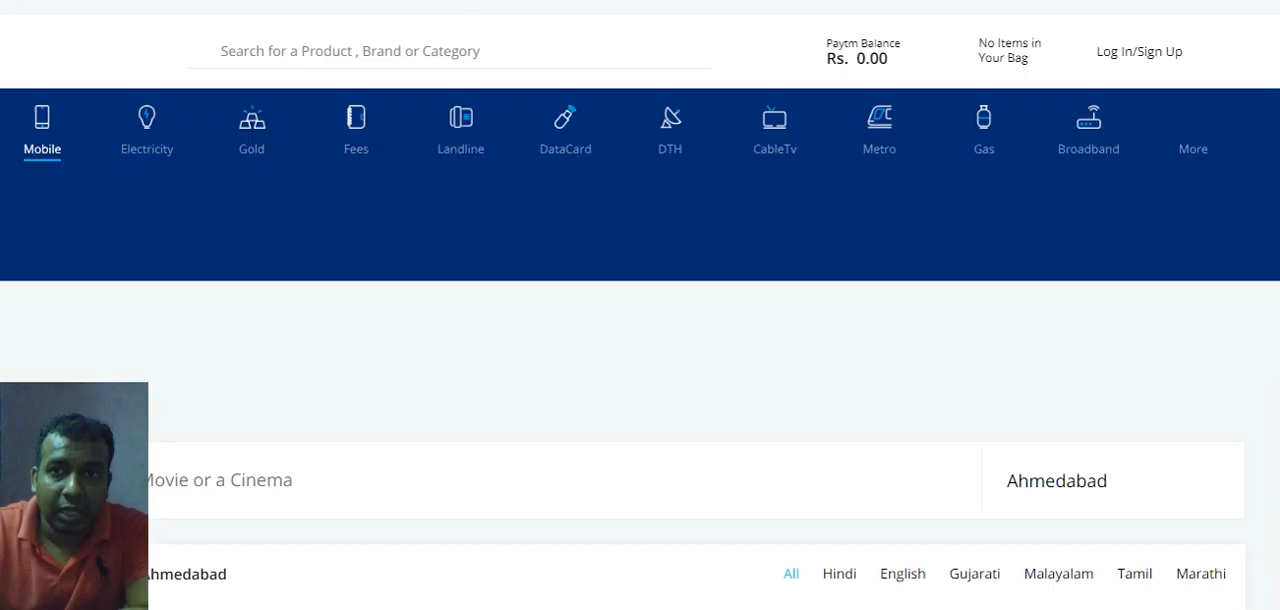 Search for a Product , Brand or Category
Paytm Balance
Rs. 0.00
No Items in
Your Bag
Log In/Sign Up
Mobile
Electricity
Gold
Fees
Landline
DataCard
DTH
CableTv
Metro
Gas
Broadband
More
Movie or a Cinema
Ahmedabad
Ahmedabad
All
Hindi
English
Gujarati
Malayalam
Tamil
Marathi